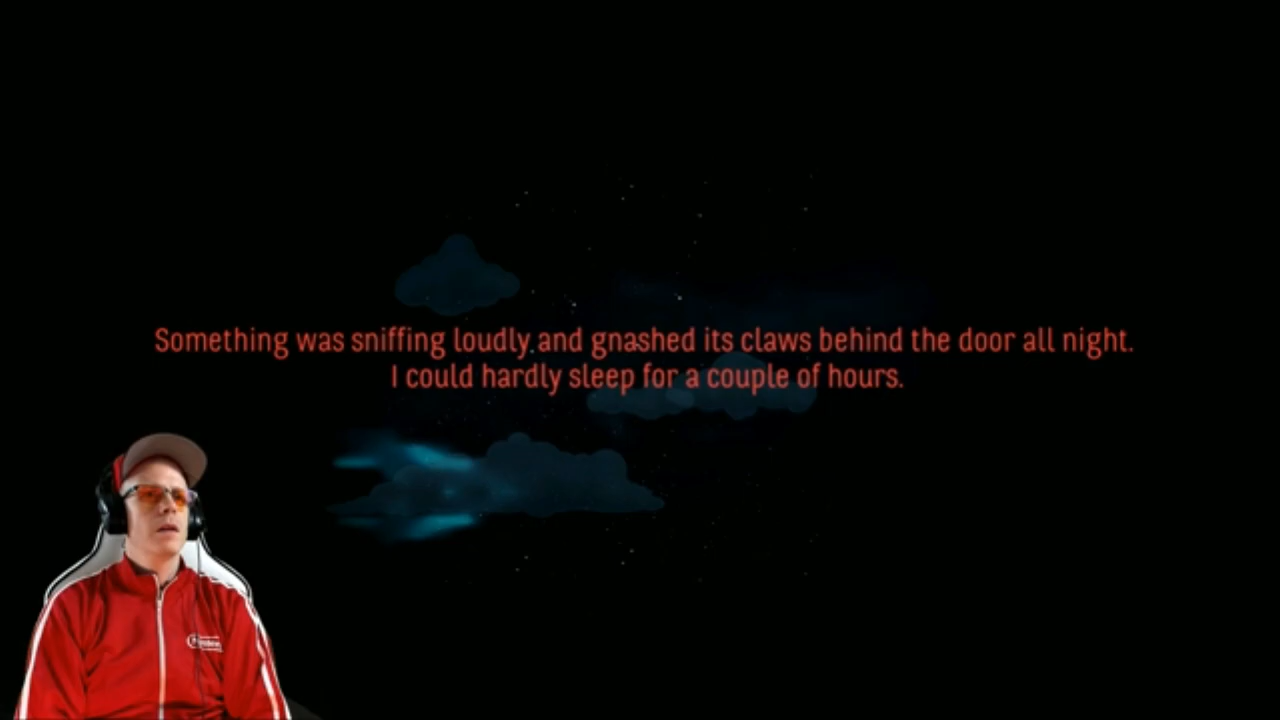 Something was sniffing loudly and gnashed its claws behind the door all night.
I could hardly sleep for a couple of hours.